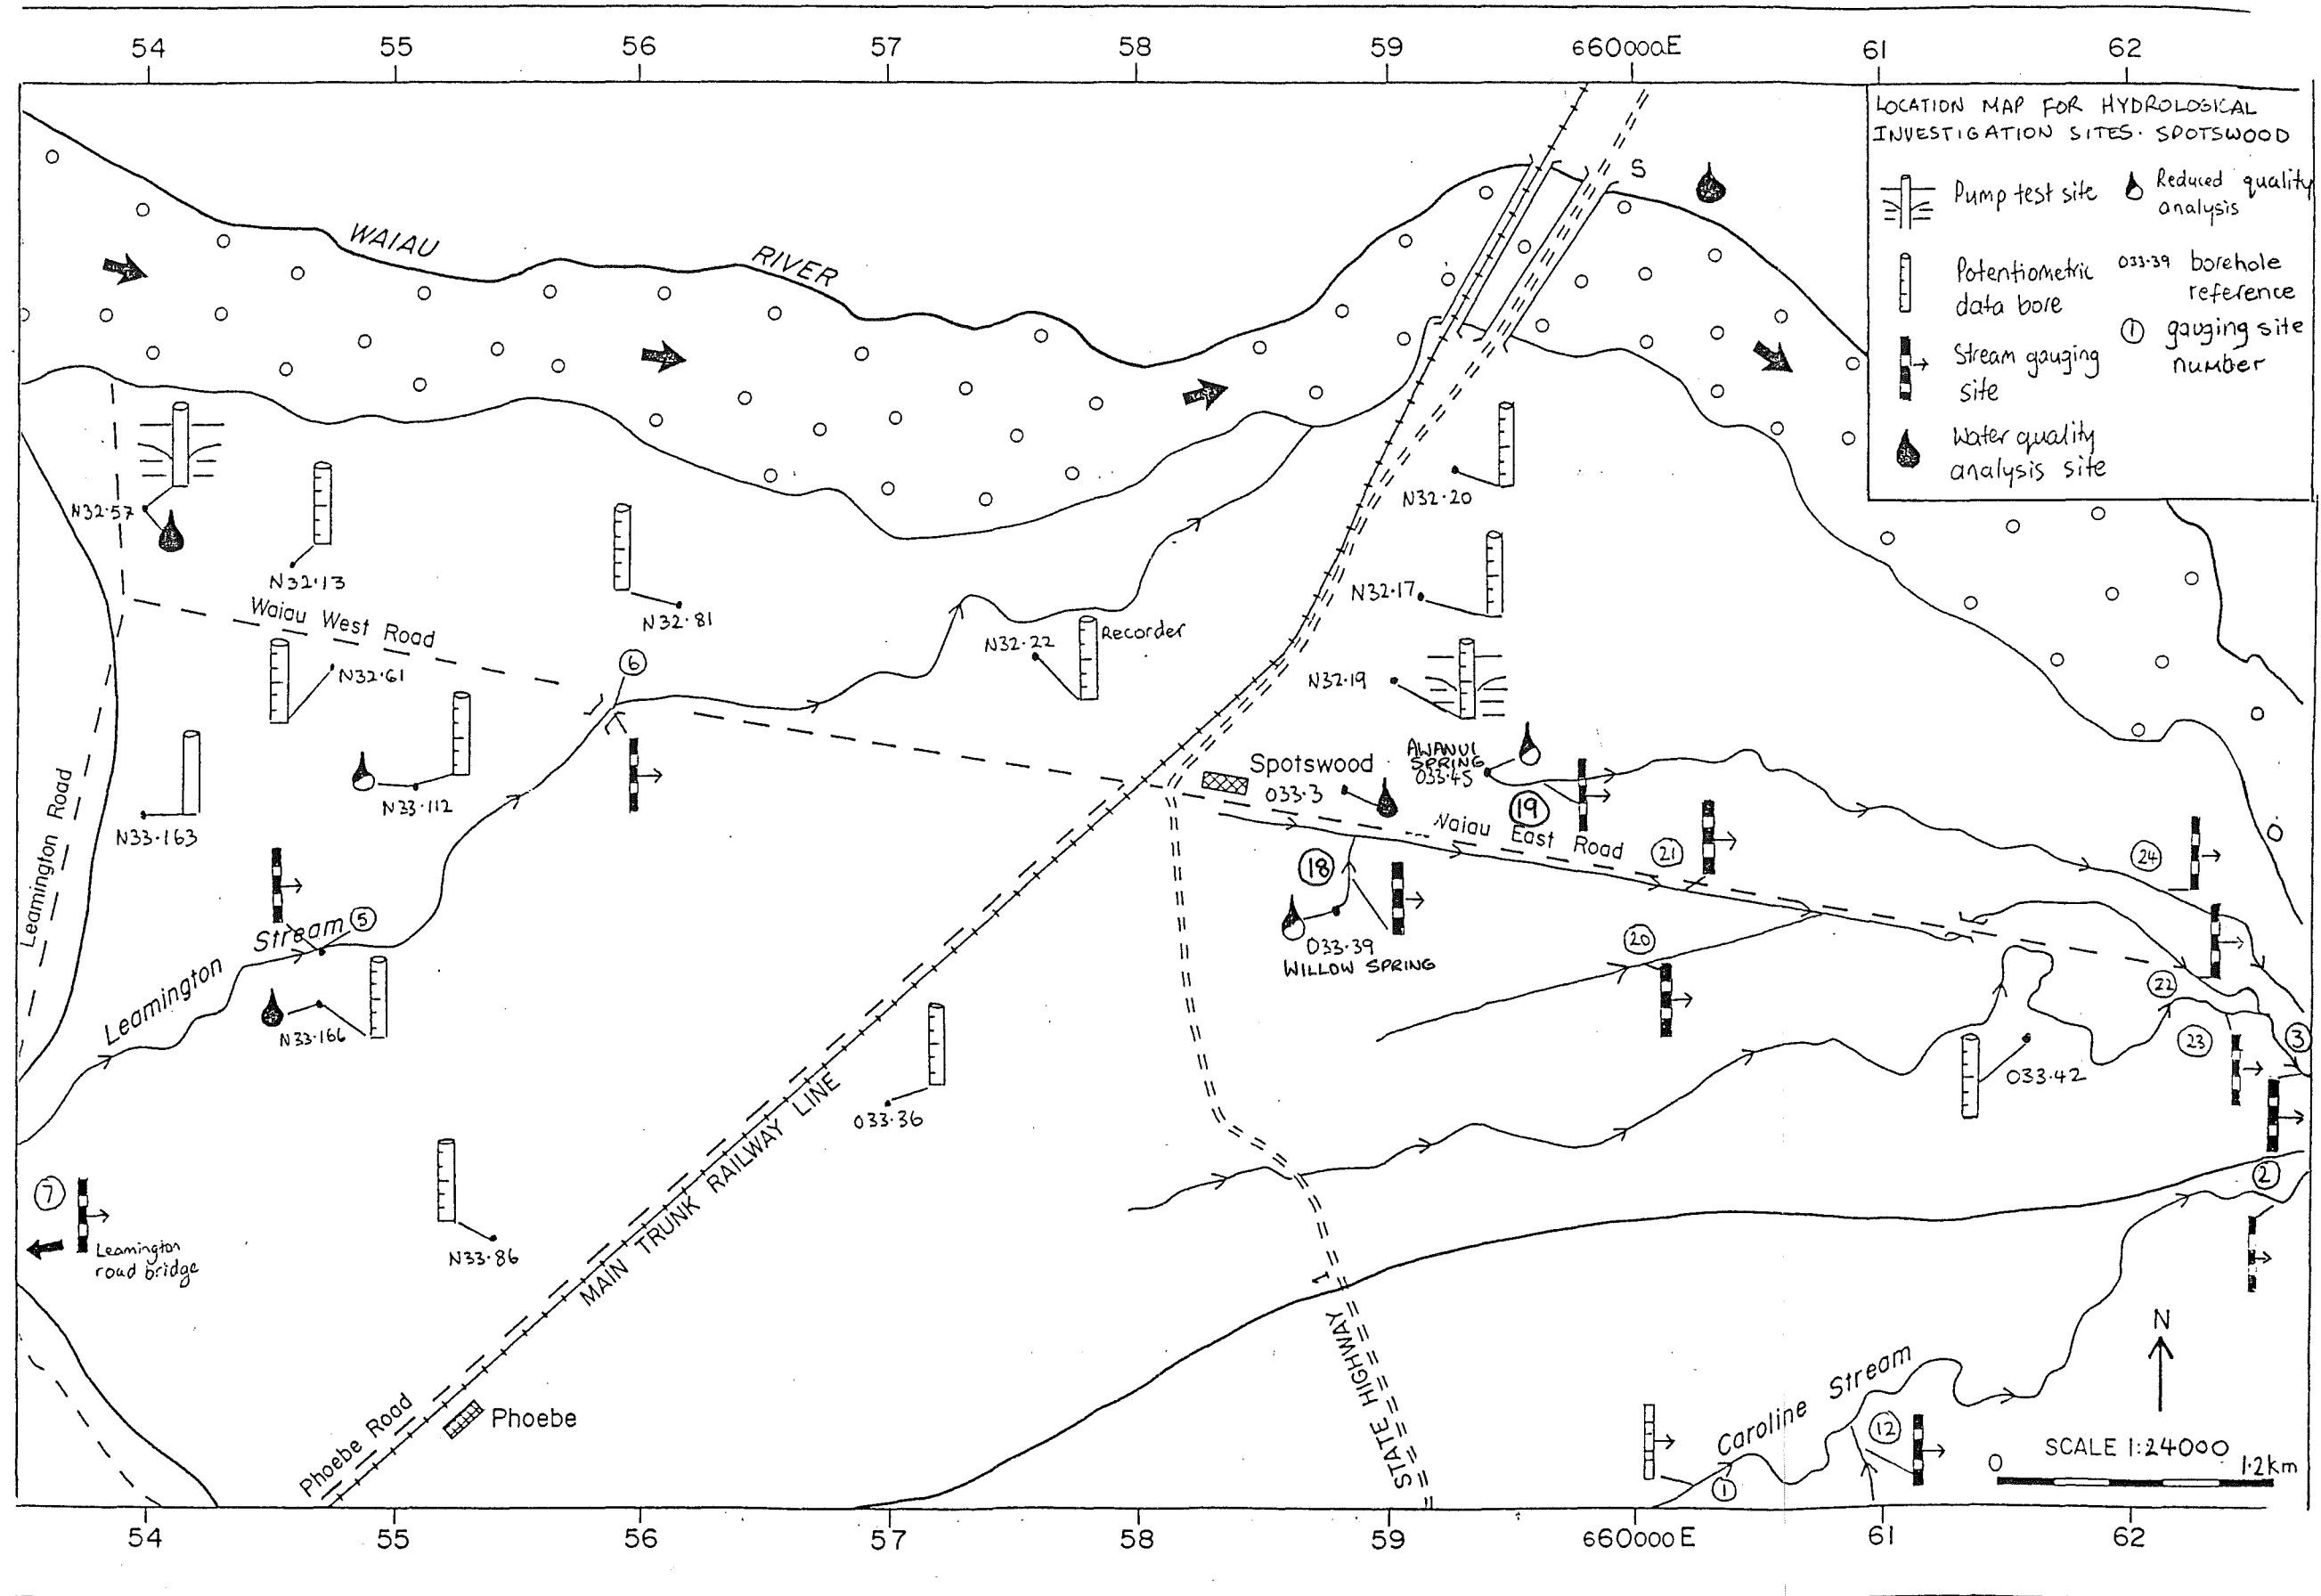 54 55 56 57 58 59 660000E 61 62
LOCATION MAP FOR HYDROLOGICAL
INVESTIGATION SITES. SPOTSWOOD
Pump test site
Reduced quality
analysis
Potentiometric
data bore
O33·39 borehole
reference
Stream gauging
site
1 gauging site
number
Water quality
analysis site
S
WAIAU
RIVER
N32·57
N32·13
N32·81
N32·20
N32·17
Waiau West Road
N32·61
6
N32·22
Recorder
N32·19
N33·112
N33·163
Leamington Road
Spotswood
O33·3
AWANUI
SPRING
O33·45
19
Waiau East Road
21
24
18
O33·39
WILLOW SPRING
20
22
23
3
5
Leamington Stream
N33·166
O33·36
O33·42
7
Leamington
road bridge
N33·86
MAIN TRUNK RAILWAY LINE
2
1
STATE HIGHWAY
N
Phoebe Road
Phoebe
Caroline Stream
12
1
SCALE 1:24000
0 1·2km
54 55 56 57 58 59 660000E 61 62